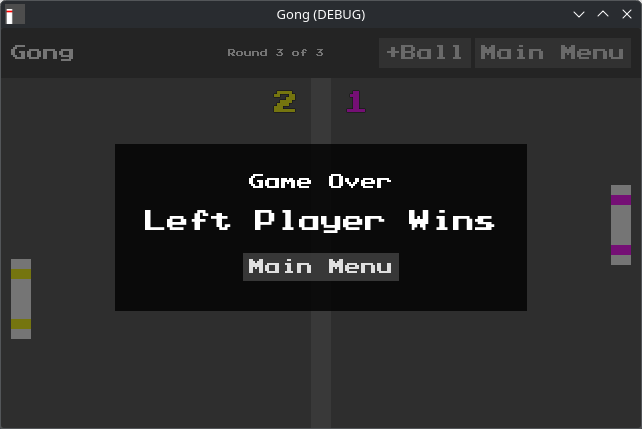 Gong (DEBUG)
Gong Round 3 of 3 +Ball Main Menu
2 1
Game Over
Left Player Wins
Main Menu